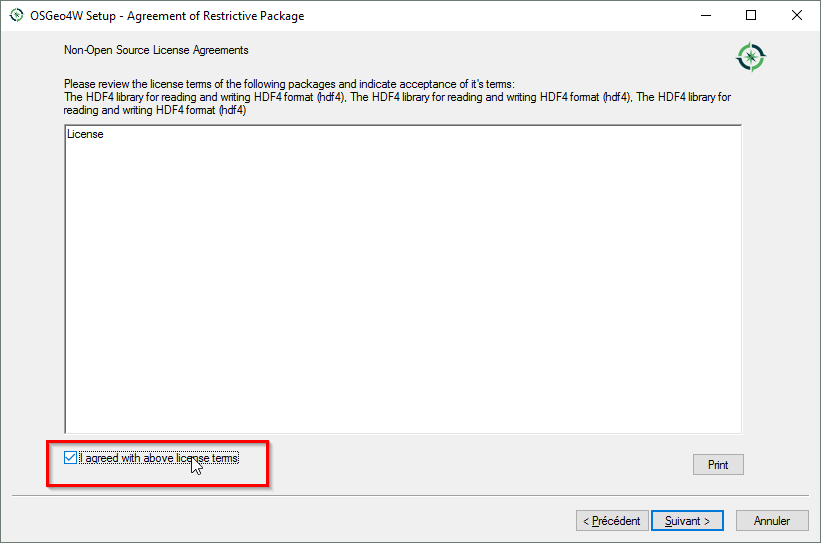 OSGeo4W Setup - Agreement of Restrictive Package
Non-Open Source License Agreements
Please review the license terms of the following packages and indicate acceptance of it's terms:
The HDF4 library for reading and writing HDF4 format (hdf4), The HDF4 library for reading and writing HDF4 format (hdf4), The HDF4 library for
reading and writing HDF4 format (hdf4)
License
I agreed with above license terms
Print
< Précédent
Suivant >
Annuler